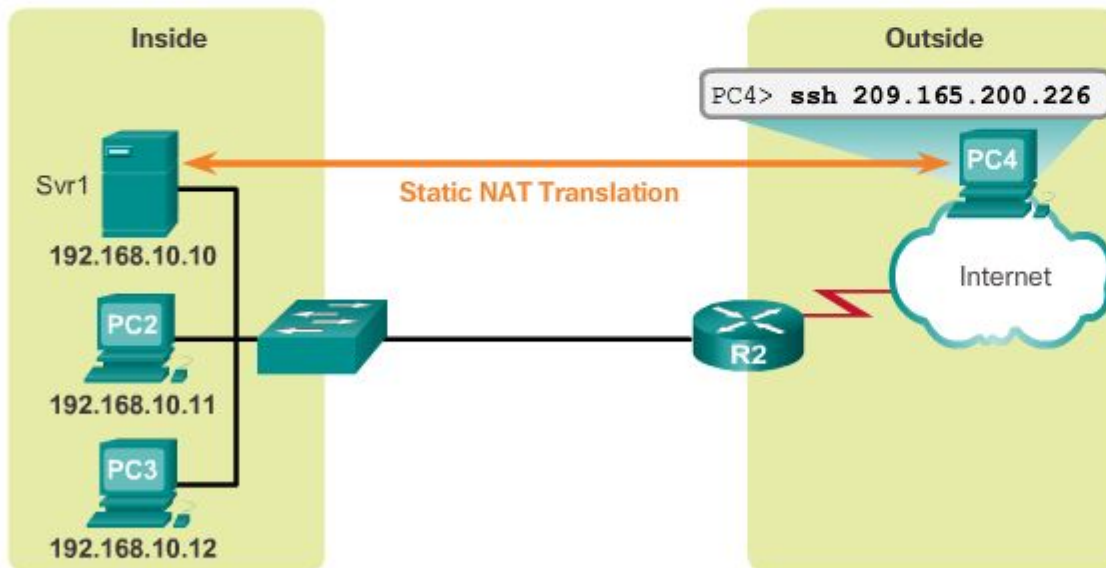 Inside
Outside
PC4> ssh 209.165.200.226
PC4
Svr1
Static NAT Translation
192.168.10.10
Internet
PC2
R2
192.168.10.11
PC3
192.168.10.12